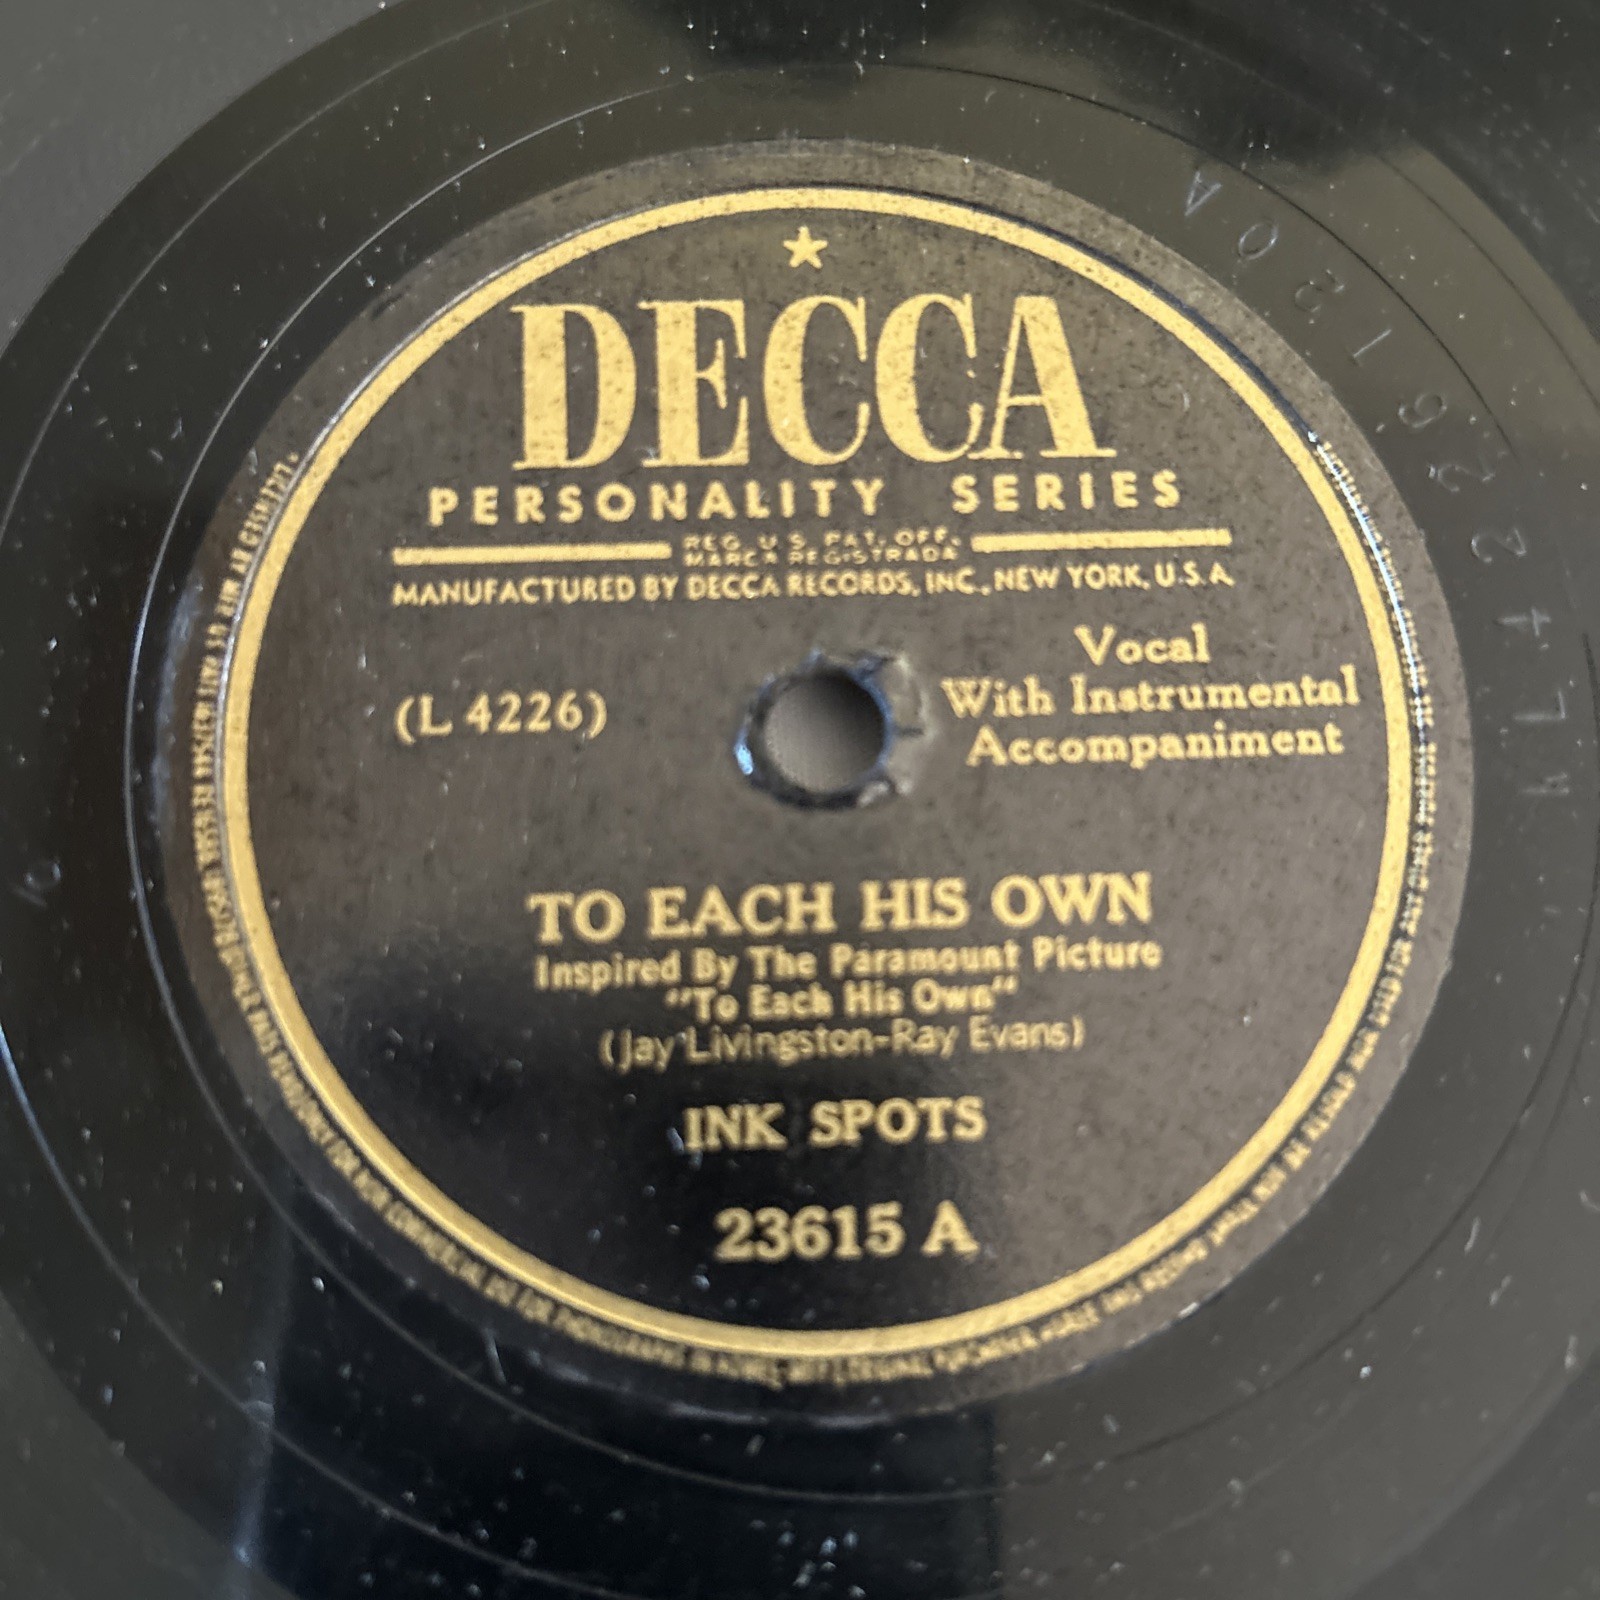 DECCA
PERSONALITY SERIES
REG. U.S. PAT. OFF.
MARCA REGISTRADA
MANUFACTURED BY DECCA RECORDS, INC., NEW YORK, U.S.A.
(L 4226)
Vocal
With Instrumental
Accompaniment
TO EACH HIS OWN
Inspired By The Paramount Picture
"To Each His Own"
(Jay Livingston-Ray Evans)
INK SPOTS
23615 A